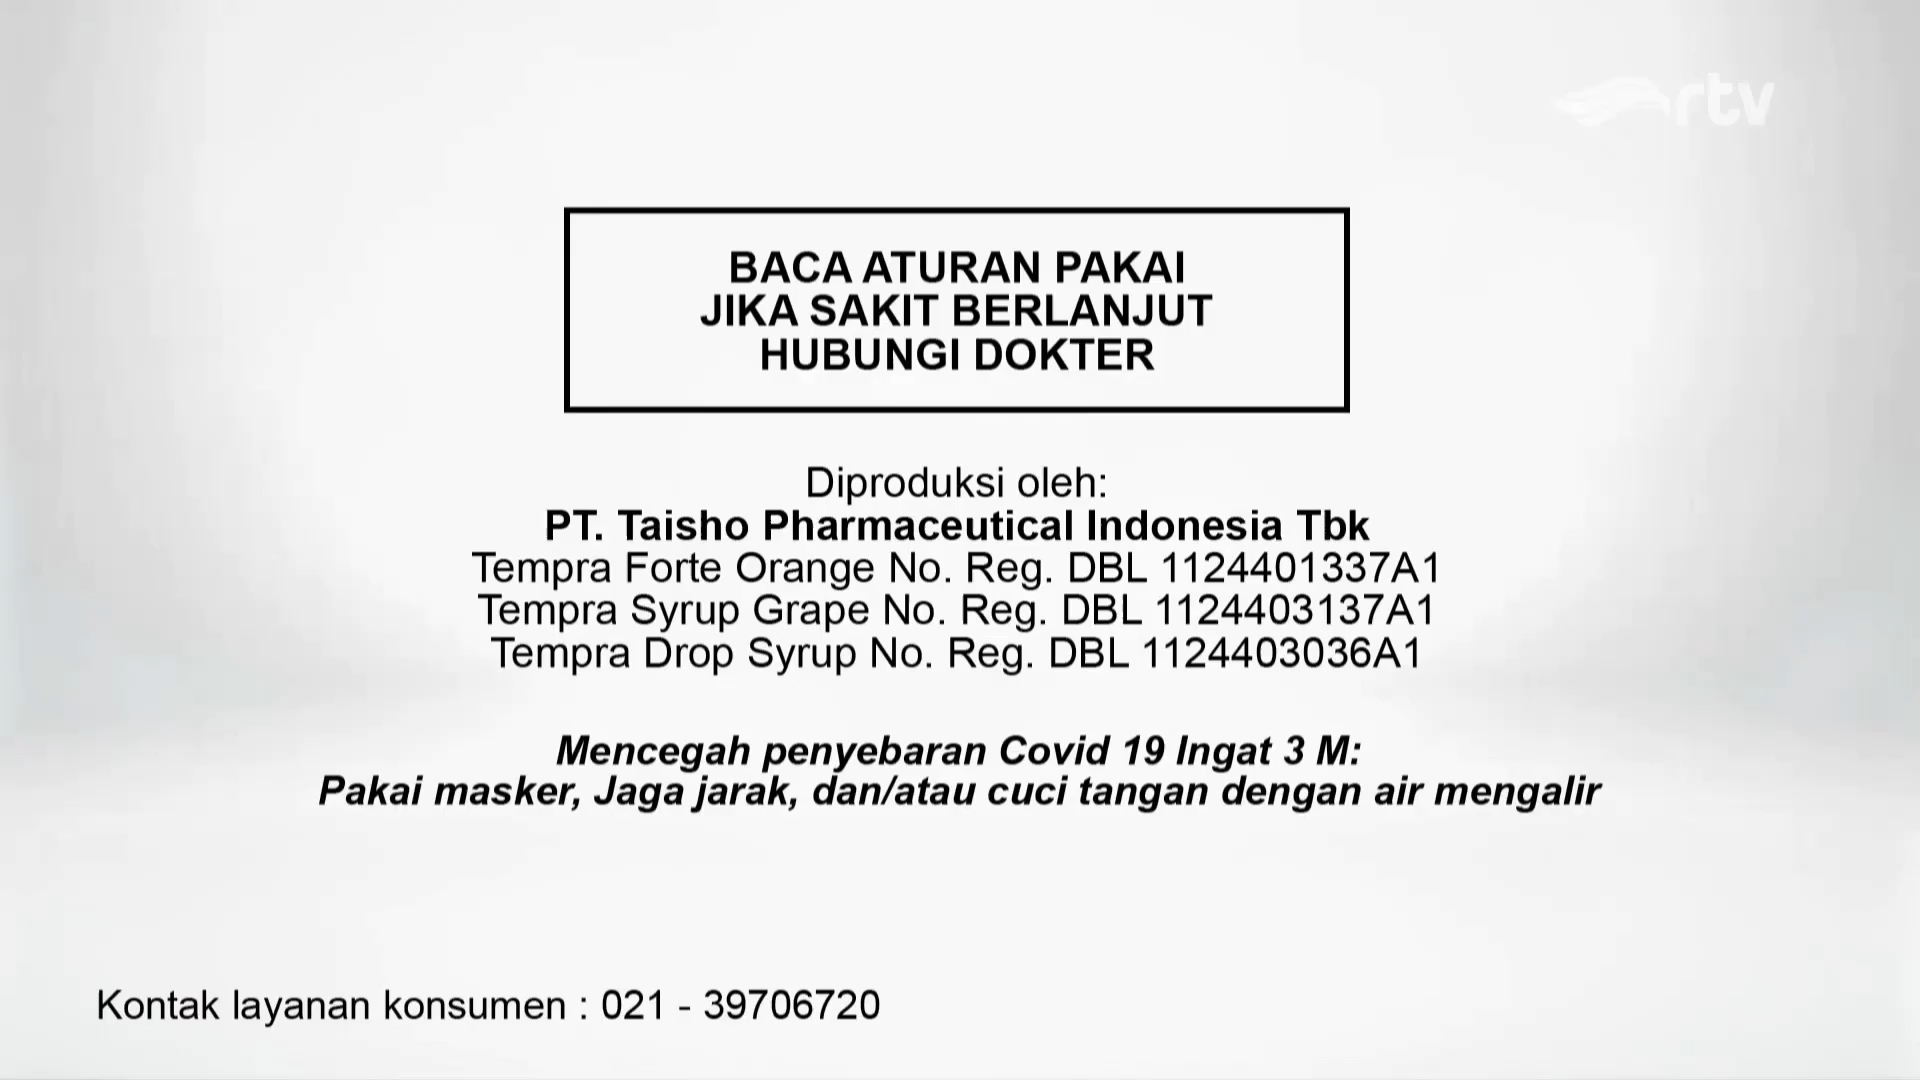 rtv
BACA ATURAN PAKAI
JIKA SAKIT BERLANJUT
HUBUNGI DOKTER
Diproduksi oleh:
PT. Taisho Pharmaceutical Indonesia Tbk
Tempra Forte Orange No. Reg. DBL 1124401337A1
Tempra Syrup Grape No. Reg. DBL 1124403137A1
Tempra Drop Syrup No. Reg. DBL 1124403036A1
Mencegah penyebaran Covid 19 Ingat 3 M:
Pakai masker, Jaga jarak, dan/atau cuci tangan dengan air mengalir
Kontak layanan konsumen : 021 - 39706720